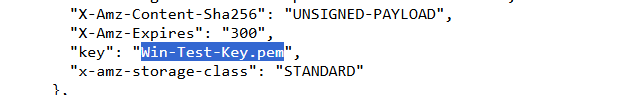 "X-Amz-Content-Sha256": "UNSIGNED-PAYLOAD",
"X-Amz-Expires": "300",
"key": "Win-Test-Key.pem",
"x-amz-storage-class": "STANDARD"
},